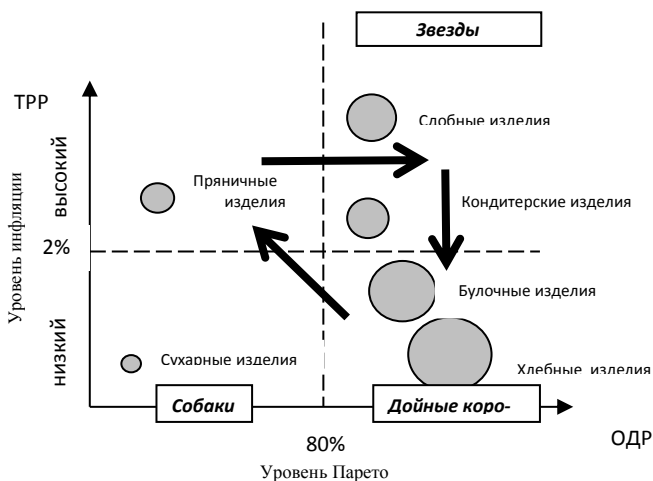 Звезды
ТРР
Слобные изделия
Уровень инфляции
высокий
Пряничные
изделия
Кондитерские изделия
2%
Булочные изделия
низкий
Сухарные изделия
Хлебные изделия
Собаки
Дойные коро-
80%
ОДР
Уровень Парето